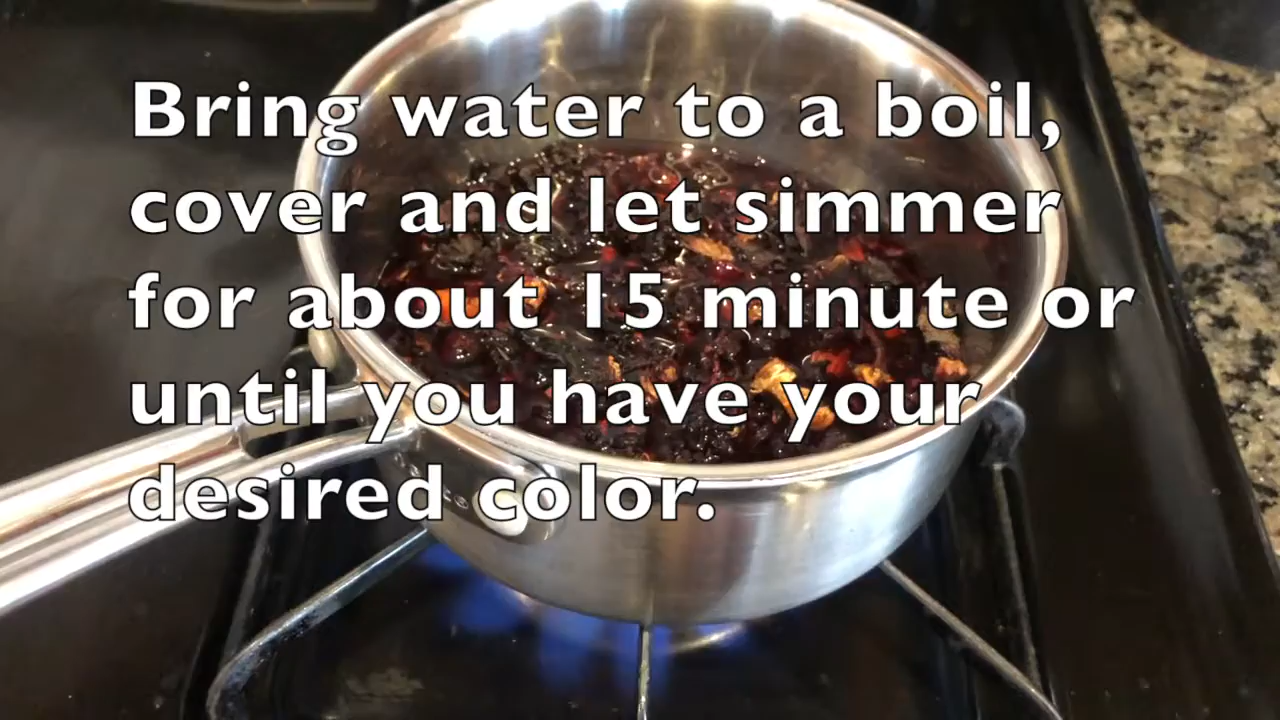 Bring water to a boil,
cover and let simmer
for about 15 minute or
until you have your
desired color.